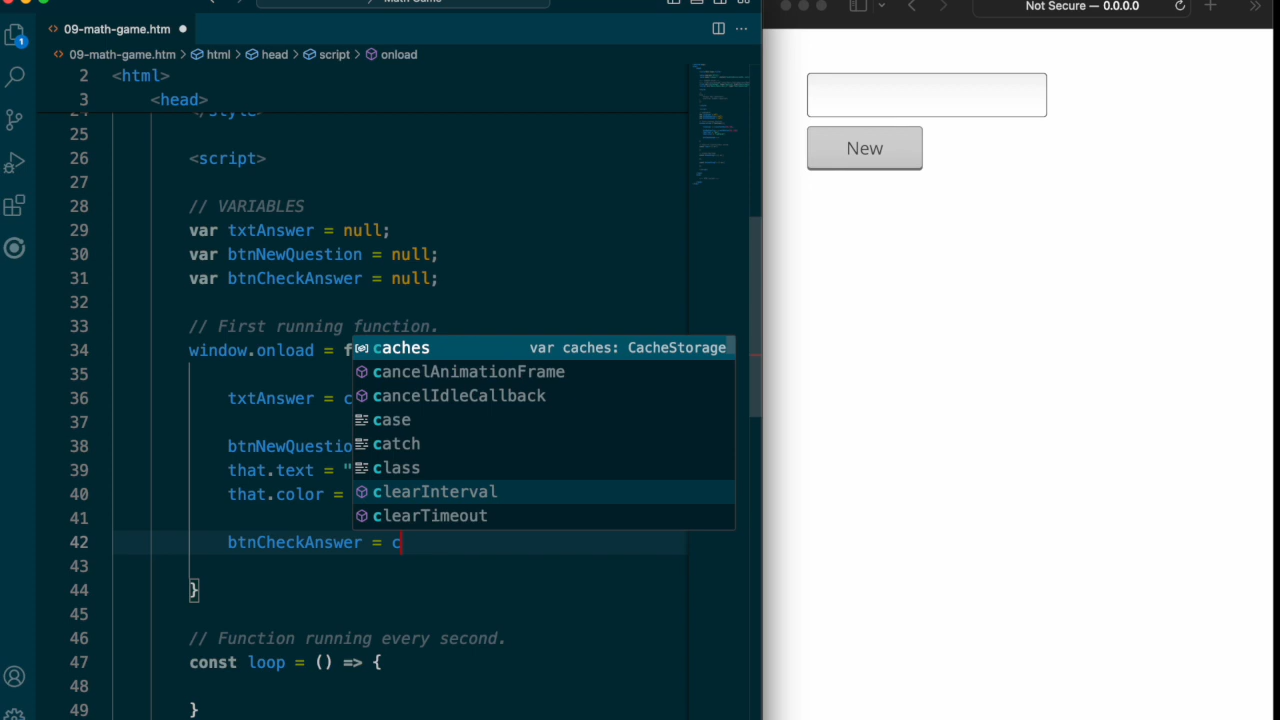 Math Game
Not Secure — 0.0.0.0
1
09-math-game.htm
09-math-game.htm > html > head > script > onload
2 <html>
3 <head>
24 </style>
25
26 <script>
27
28 // VARIABLES
29 var txtAnswer = null;
30 var btnNewQuestion = null;
31 var btnCheckAnswer = null;
32
33 // First running function.
34 window.onload = f
35
36 txtAnswer = c
37
38 btnNewQuestio
39 that.text = "
40 that.color =
41
42 btnCheckAnswer = c
43
44 }
45
46 // Function running every second.
47 const loop = () => {
48
49 }
caches var caches: CacheStorage
cancelAnimationFrame
cancelIdleCallback
case
catch
class
clearInterval
clearTimeout
New